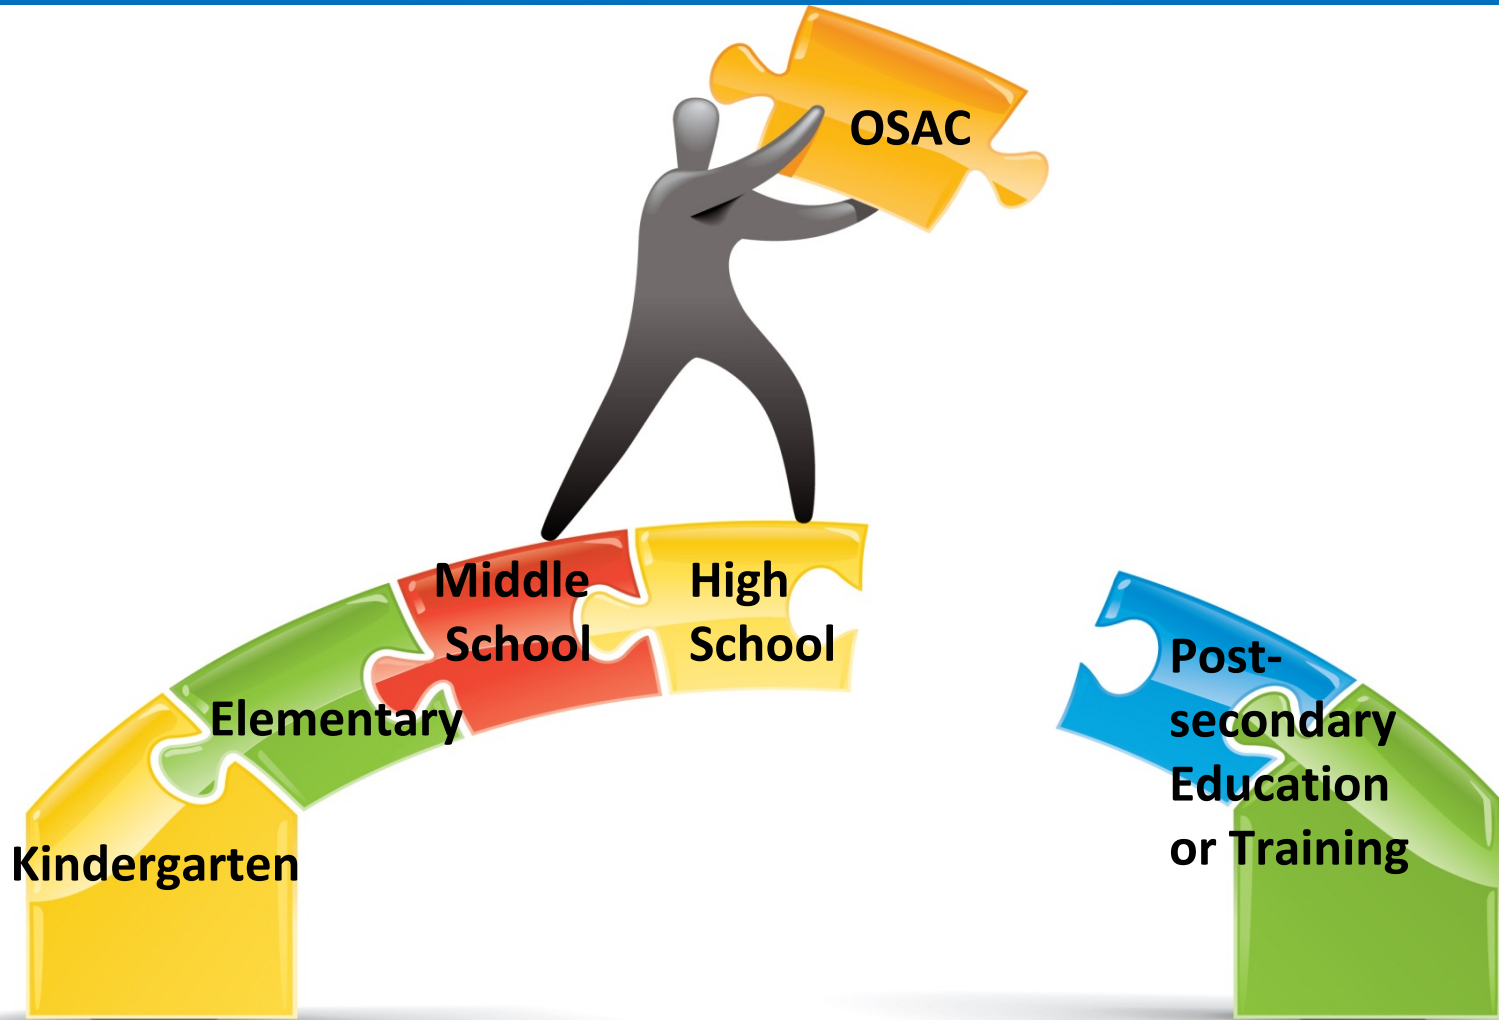 OSAC
Middle
School
High
School
Elementary
Kindergarten
Post-
secondary
Education
or Training